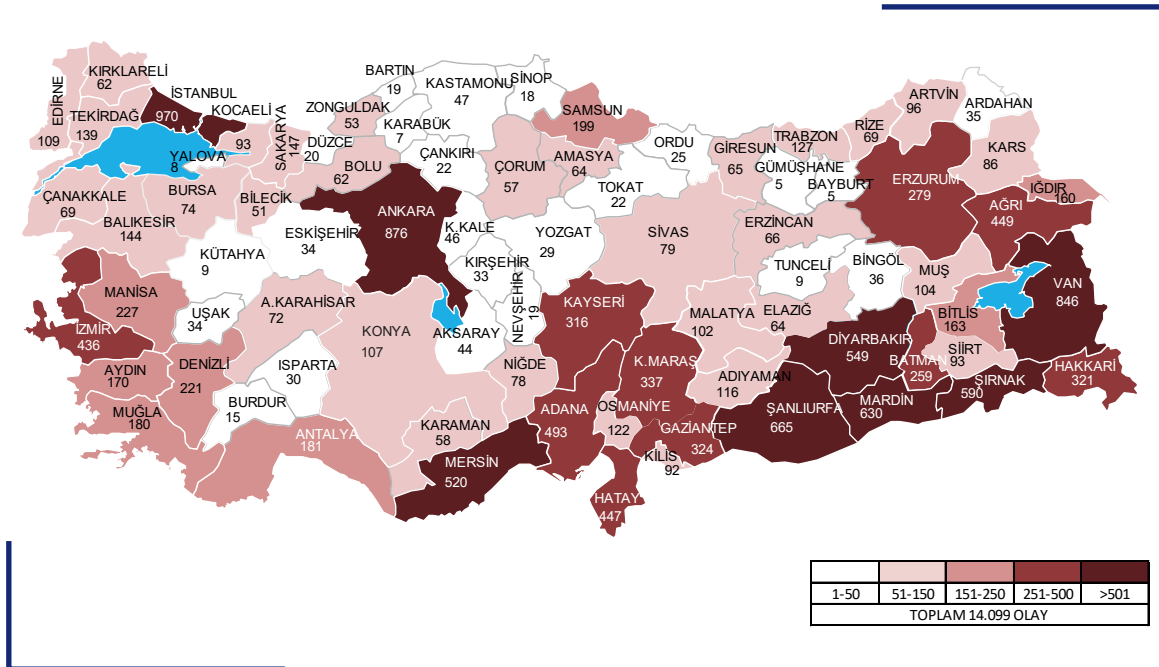 KIRKLARELİ
62
EDİRNE
109
TEKİRDAĞ
139
İSTANBUL
970
KOCAELİ
93
YALOVA
8
SAKARYA
147
DÜZCE
20
ZONGULDAK
53
BARTIN
19
KARABÜK
7
KASTAMONU
47
SİNOP
18
SAMSUN
199
BOLU
62
ÇANKIRI
22
ÇORUM
57
AMASYA
64
ORDU
25
TOKAT
22
GİRESUN
65
TRABZON
127
GÜMÜŞHANE
5
BAYBURT
5
RİZE
69
ARTVİN
96
ARDAHAN
35
KARS
86
IĞDIR
160
ERZURUM
279
AĞRI
449
ÇANAKKALE
69
BALIKESİR
144
BURSA
74
BİLECİK
51
ESKİŞEHİR
34
KÜTAHYA
9
ANKARA
876
K.KALE
46
KIRŞEHİR
33
YOZGAT
29
SİVAS
79
ERZİNCAN
66
TUNCELİ
9
BİNGÖL
36
MUŞ
104
BİTLİS
163
VAN
846
MANİSA
227
İZMİR
436
UŞAK
34
A.KARAHİSAR
72
KONYA
107
AKSARAY
44
NEVŞEHİR
19
KAYSERİ
316
MALATYA
102
ELAZIĞ
64
DİYARBAKIR
549
BATMAN
259
SİİRT
93
ŞIRNAK
590
HAKKARİ
321
AYDIN
170
DENİZLİ
221
ISPARTA
30
BURDUR
15
MUĞLA
180
ANTALYA
181
KARAMAN
58
NİĞDE
78
MERSİN
520
ADANA
493
OSMANİYE
122
K.MARAŞ
337
ADIYAMAN
116
GAZİANTEP
324
KİLİS
92
HATAY
447
ŞANLIURFA
665
MARDİN
630
1-50 51-150 151-250 251-500 >501
TOPLAM 14.099 OLAY